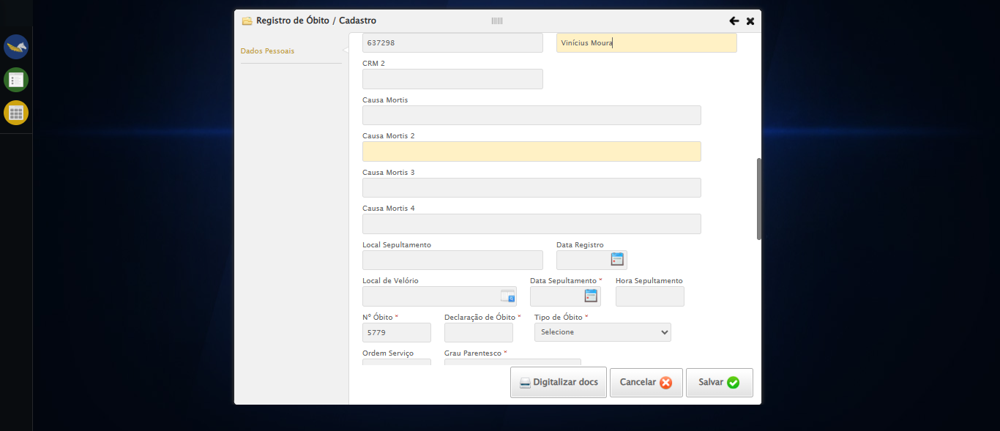 Registro de Óbito / Cadastro
Dados Pessoais
637298 Vinícius Moura
CRM 2
Causa Mortis
Causa Mortis 2
Causa Mortis 3
Causa Mortis 4
Local Sepultamento Data Registro
Local de Velório Data Sepultamento * Hora Sepultamento
Nº Óbito * Declaração de Óbito * Tipo de Óbito *
5779 Selecione
Ordem Serviço Grau Parentesco *
Digitalizar docs Cancelar Salvar